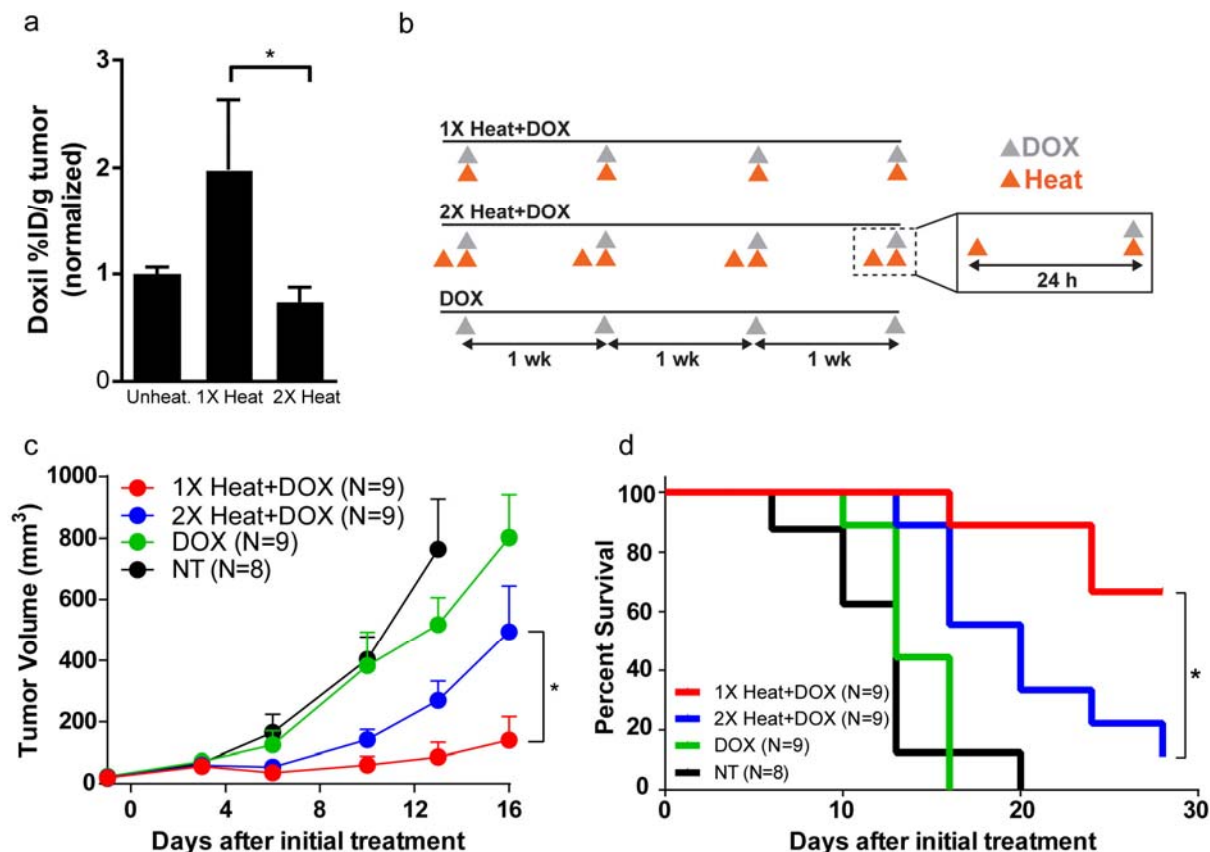 a
*
3
2
1
0
Doxil %ID/g tumor
(normalized)
Unheat. 1X Heat 2X Heat
b
1X Heat+DOX
2X Heat+DOX
DOX
1 wk 1 wk 1 wk
DOX
Heat
24 h
c
1000
800
600
400
200
0
Tumor Volume (mm³)
1X Heat+DOX (N=9)
2X Heat+DOX (N=9)
DOX (N=9)
NT (N=8)
*
0 4 8 12 16
Days after initial treatment
d
100
80
60
40
20
0
Percent Survival
1X Heat+DOX (N=9)
2X Heat+DOX (N=9)
DOX (N=9)
NT (N=8)
*
0 10 20 30
Days after initial treatment